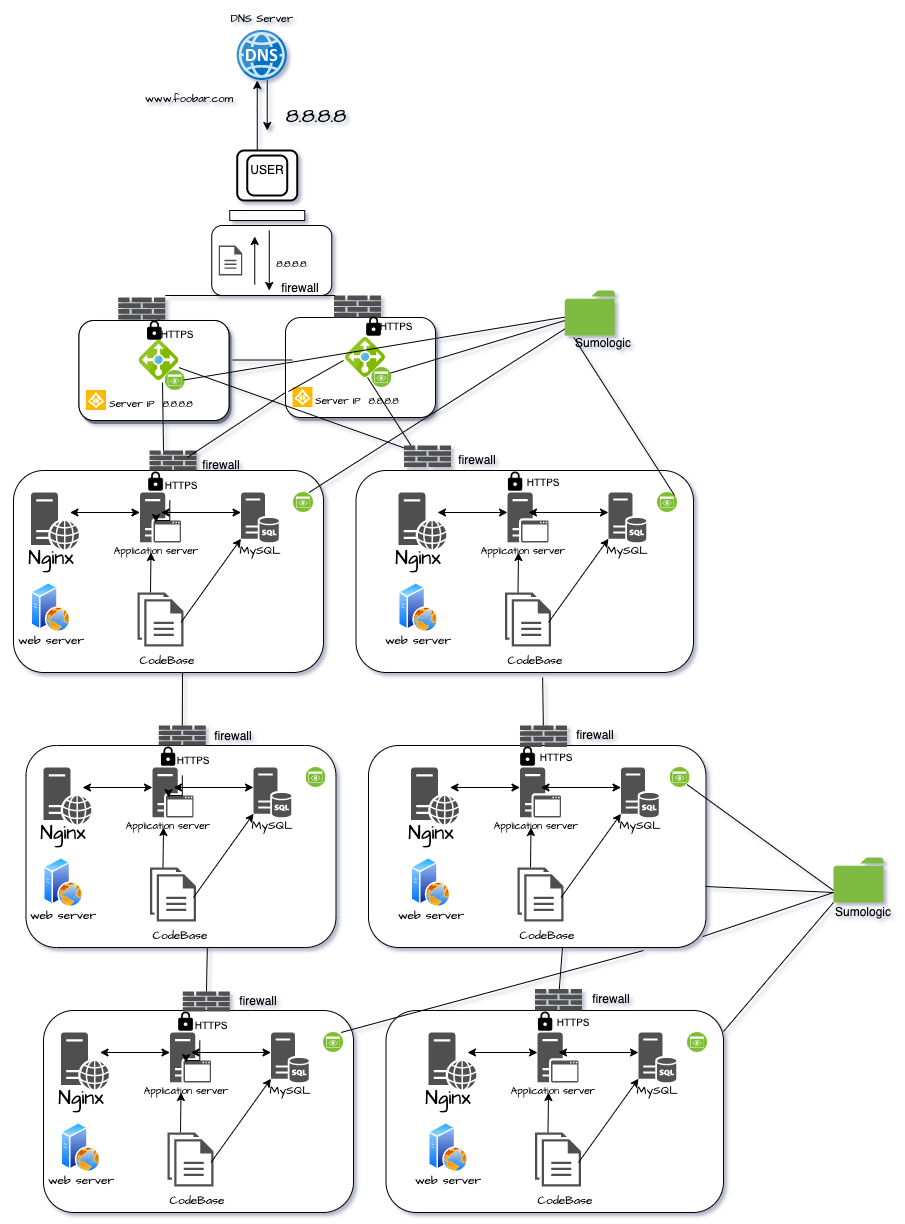 DNS Server
DNS
www.foobar.com
8.8.8.8
USER
8.8.8.8.
firewall
HTTPS
HTTPS
Sumologic
Server IP 8.8.8.8
Server IP 8.8.8.8
firewall
firewall
HTTPS
HTTPS
SQL
SQL
Nginx
Application server
MySQL
Nginx
Application server
MySQL
web server
web server
CodeBase
CodeBase
firewall
firewall
HTTPS
HTTPS
SQL
SQL
Nginx
Application server
MySQL
Nginx
Application server
MySQL
web server
web server
Sumologic
CodeBase
CodeBase
firewall
firewall
HTTPS
HTTPS
SQL
SQL
Nginx
Application server
MySQL
Nginx
Application server
MySQL
web server
web server
CodeBase
CodeBase